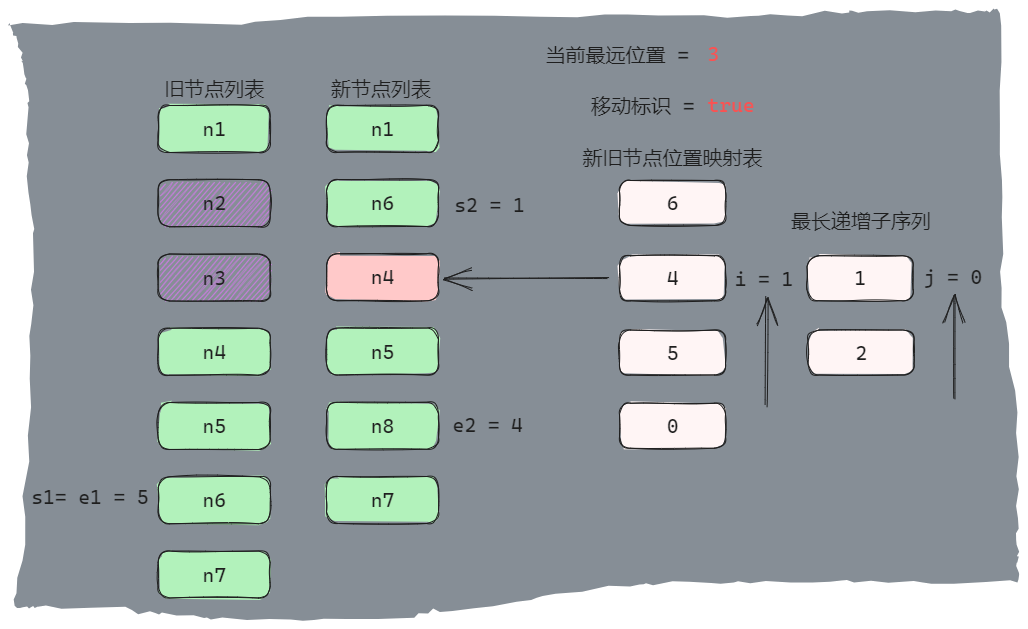 当前最远位置 = 3
移动标识 = true
旧节点列表
n1
n2
n3
n4
n5
n6
n7
s1= e1 = 5
新节点列表
n1
n6
n4
n5
n8
n7
s2 = 1
e2 = 4
新旧节点位置映射表
6
4
5
0
i = 1
最长递增子序列
1
2
j = 0